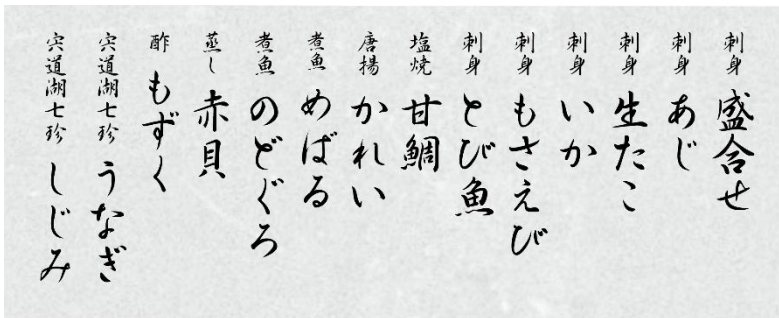 刺身 盛合せ
刺身 あじ
刺身 生たこ
刺身 いか
刺身 もさえび
刺身 とび魚
塩焼 甘鯛
唐揚 かれい
煮魚 めばる
煮魚 のどぐろ
蒸し 赤貝
酢 もずく
宍道湖七珍 うなぎ
宍道湖七珍 しじみ